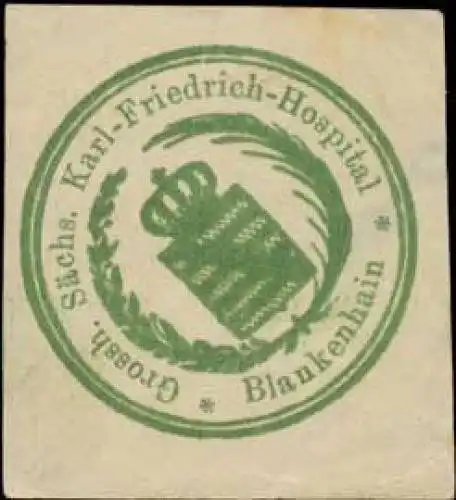 Grossh. Sächs. Karl-Friedrich-Hospital * Blankenhain *